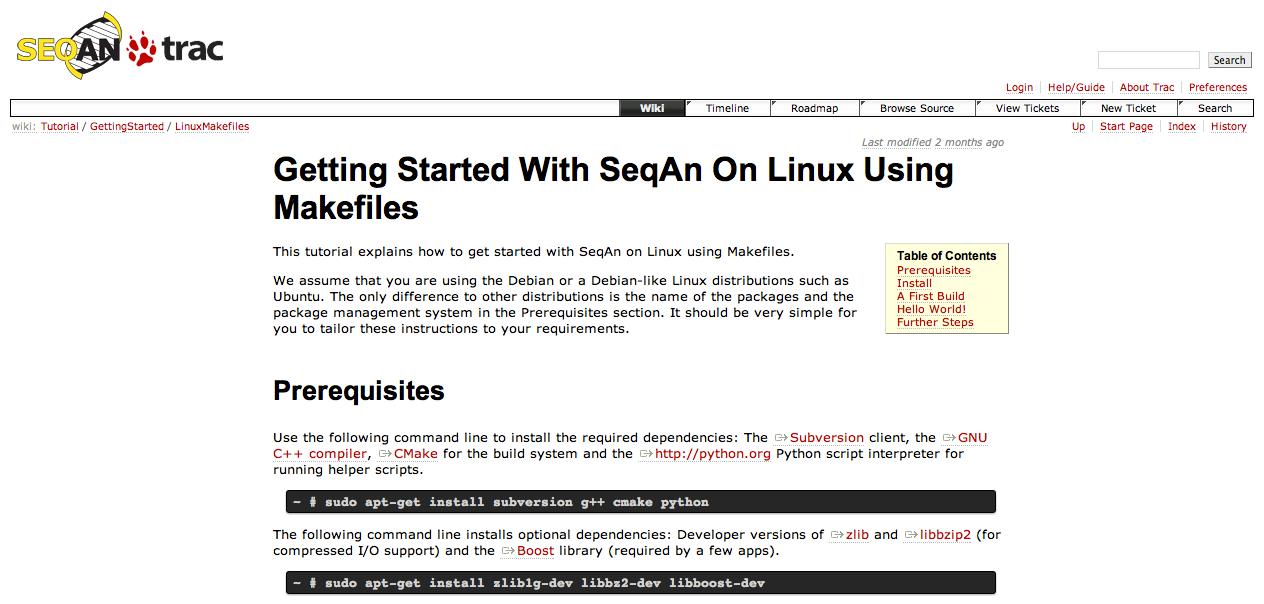 SEQAN trac
Search
Login Help/Guide About Trac Preferences
Wiki Timeline Roadmap Browse Source View Tickets New Ticket Search
wiki: Tutorial / GettingStarted / LinuxMakefiles Up Start Page Index History
Last modified 2 months ago
Getting Started With SeqAn On Linux Using
Makefiles
This tutorial explains how to get started with SeqAn on Linux using Makefiles.
We assume that you are using the Debian or a Debian-like Linux distributions such as
Ubuntu. The only difference to other distributions is the name of the packages and the
package management system in the Prerequisites section. It should be very simple for
you to tailor these instructions to your requirements.
Table of Contents
Prerequisites
Install
A First Build
Hello World!
Further Steps
Prerequisites
Use the following command line to install the required dependencies: The Subversion client, the GNU
C++ compiler, CMake for the build system and the http://python.org Python script interpreter for
running helper scripts.
~ # sudo apt-get install subversion g++ cmake python
The following command line installs optional dependencies: Developer versions of zlib and libbzip2 (for
compressed I/O support) and the Boost library (required by a few apps).
~ # sudo apt-get install zlib1g-dev libbz2-dev libboost-dev